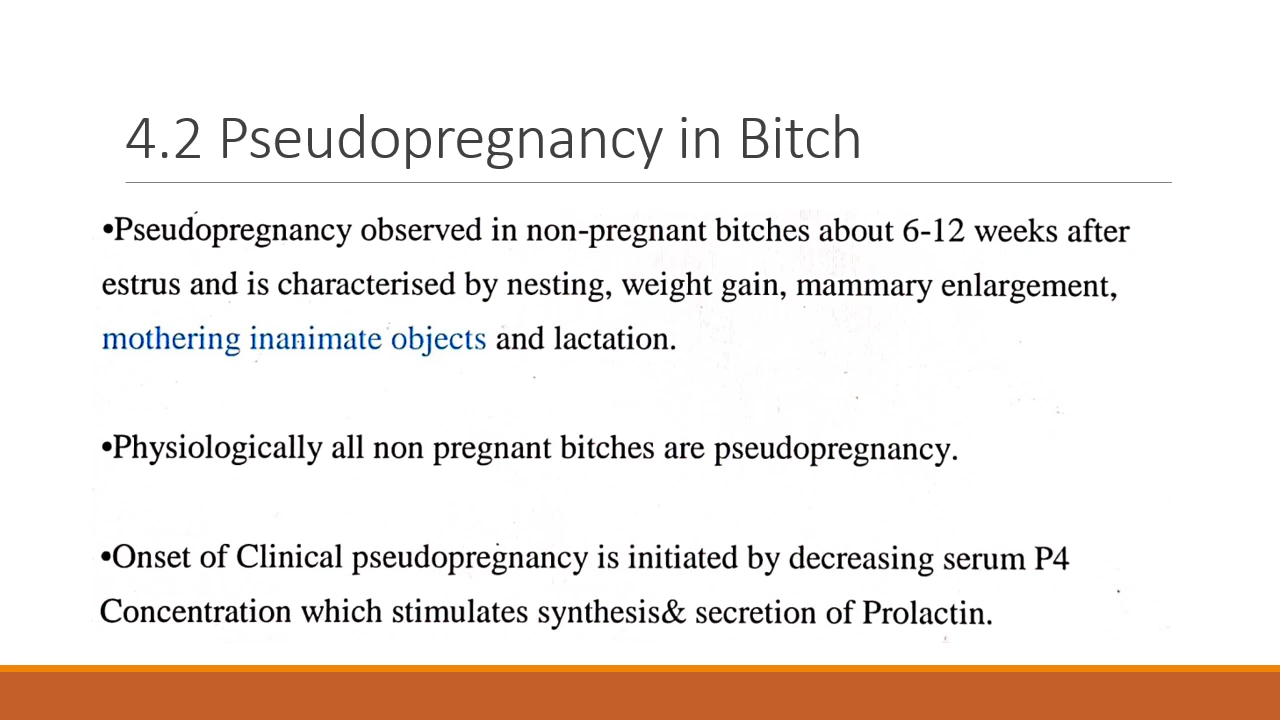 4.2 Pseudopregnancy in Bitch
•Pseudopregnancy observed in non-pregnant bitches about 6-12 weeks after
estrus and is characterised by nesting, weight gain, mammary enlargement,
mothering inanimate objects and lactation.
•Physiologically all non pregnant bitches are pseudopregnancy.
•Onset of Clinical pseudopregnancy is initiated by decreasing serum P4
Concentration which stimulates synthesis& secretion of Prolactin.